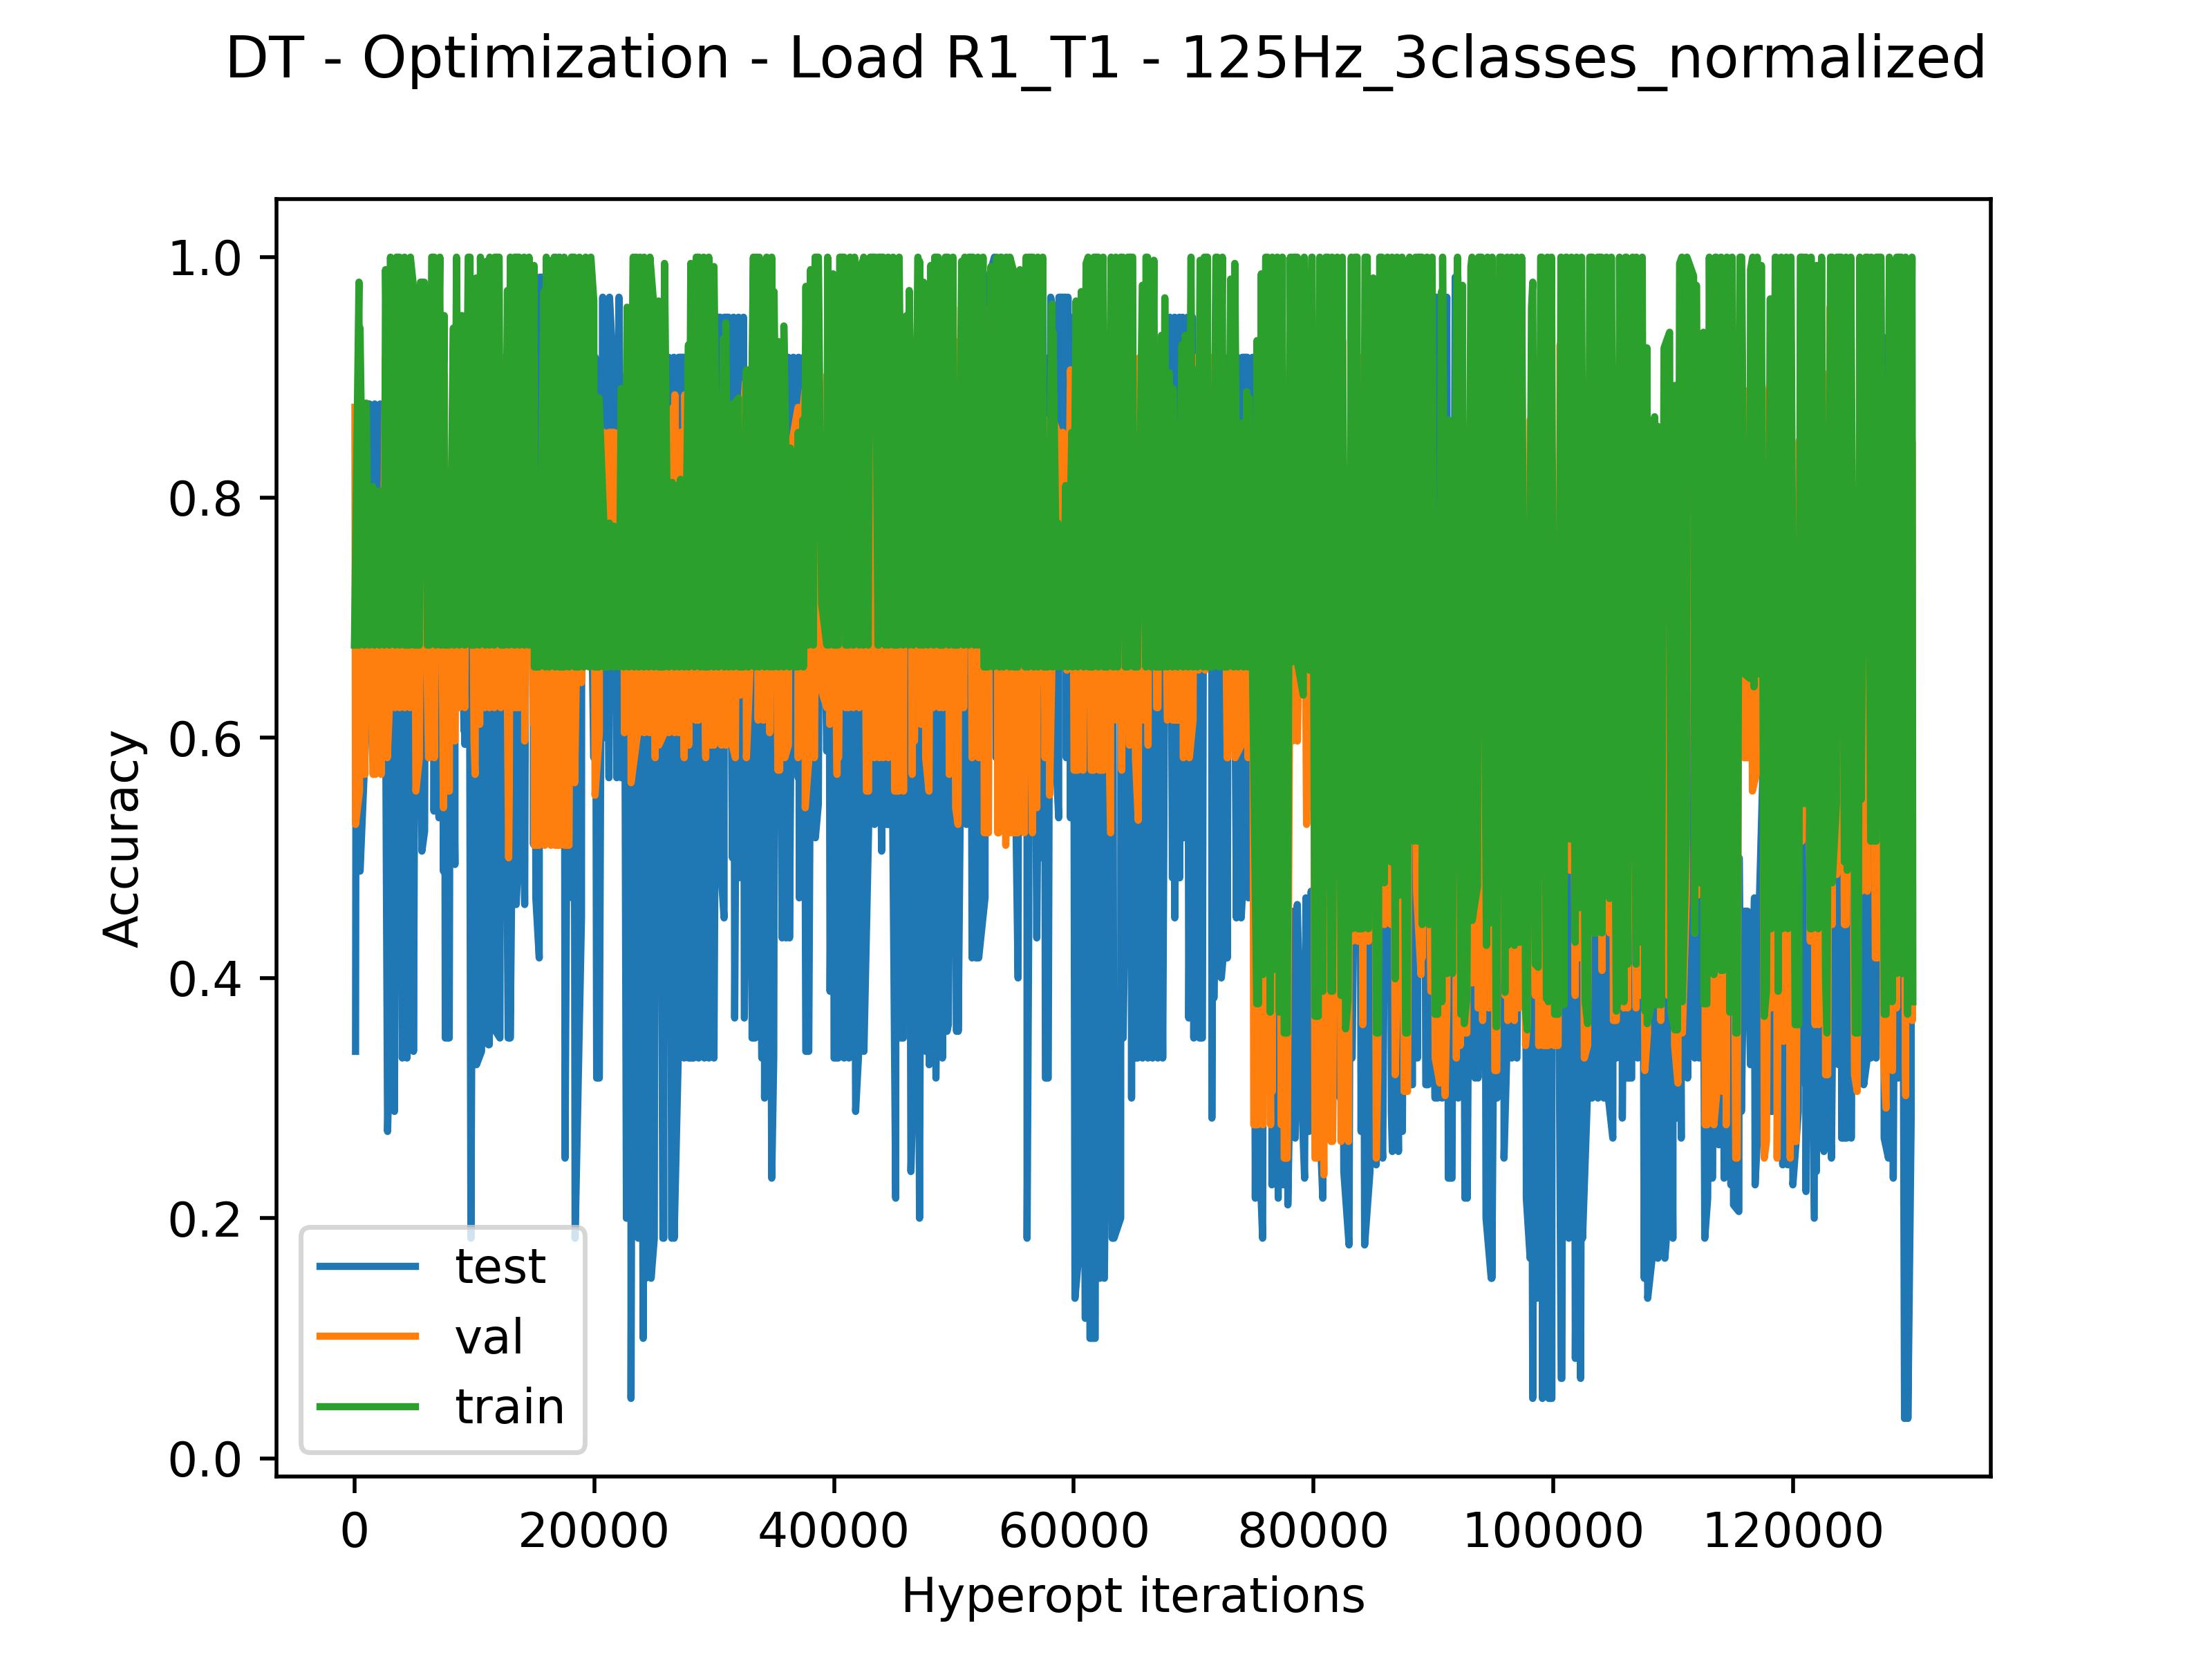 DT - Optimization - Load R1_T1 - 125Hz_3classes_normalized
1.0
0.8
0.6
0.4
0.2
0.0
Accuracy
test
val
train
0 20000 40000 60000 80000 100000 120000
Hyperopt iterations